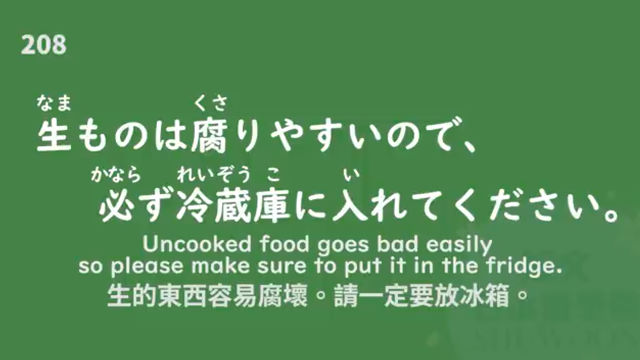 208
なま くさ
生ものは腐りやすいので、
かなら れいぞう こ い
必ず冷蔵庫に入れてください。
Uncooked food goes bad easily
so please make sure to put it in the fridge.
生的東西容易腐壞。請一定要放冰箱。